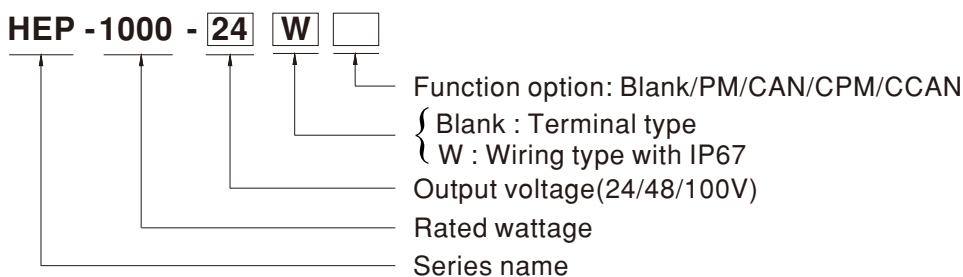 HEP - 1000 - 24 W
Function option: Blank/PM/CAN/CPM/CCAN
Blank : Terminal type
W : Wiring type with IP67
Output voltage(24/48/100V)
Rated wattage
Series name